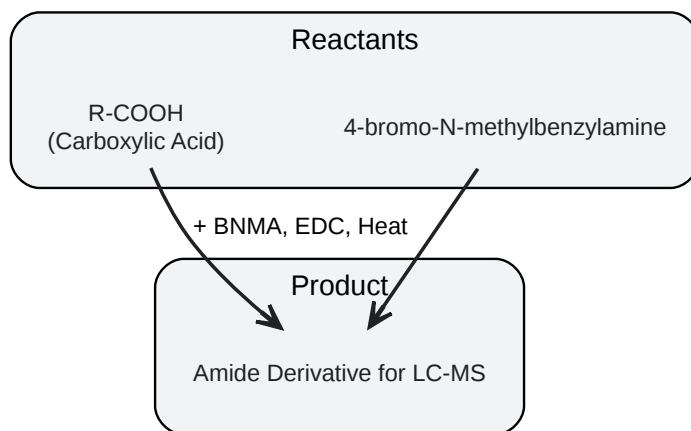 Reactants
R-COOH
(Carboxylic Acid)
4-bromo-N-methylbenzylamine
+ BNMA, EDC, Heat
Product
Amide Derivative for LC-MS